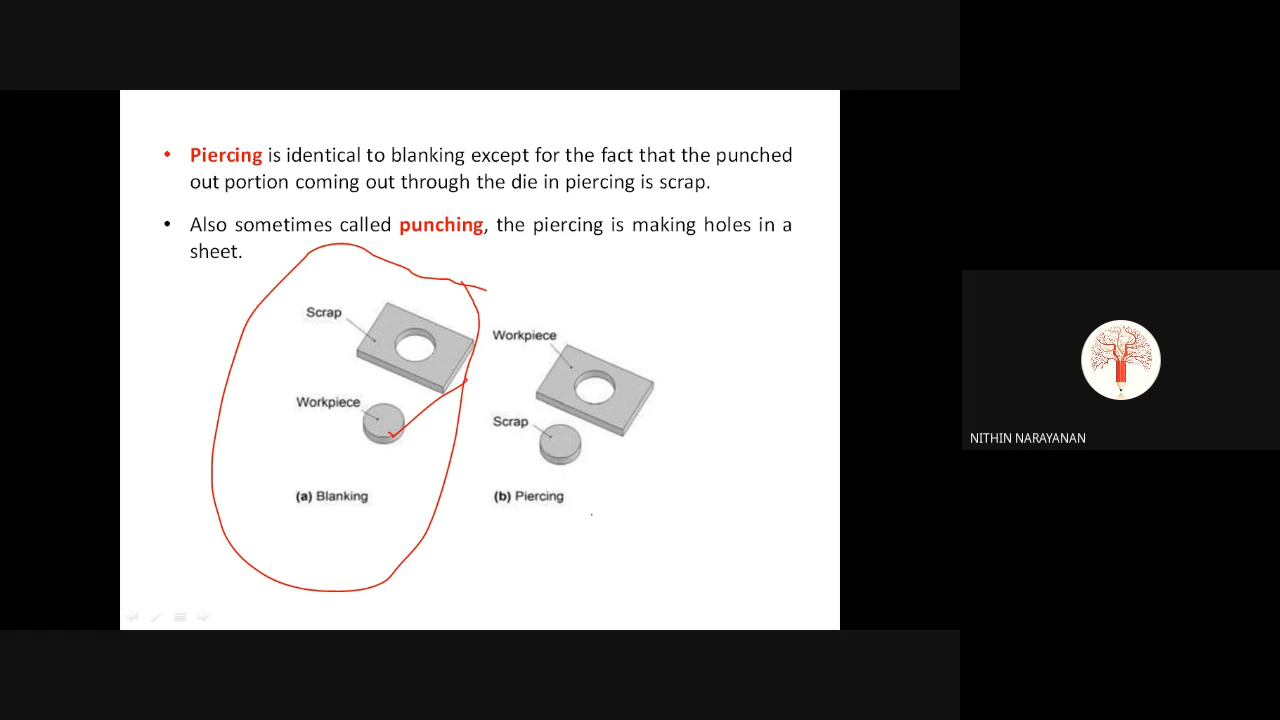 • Piercing is identical to blanking except for the fact that the punched
out portion coming out through the die in piercing is scrap.
• Also sometimes called punching, the piercing is making holes in a
sheet.
Scrap
Workpiece
(a) Blanking
Workpiece
Scrap
(b) Piercing
NITHIN NARAYANAN